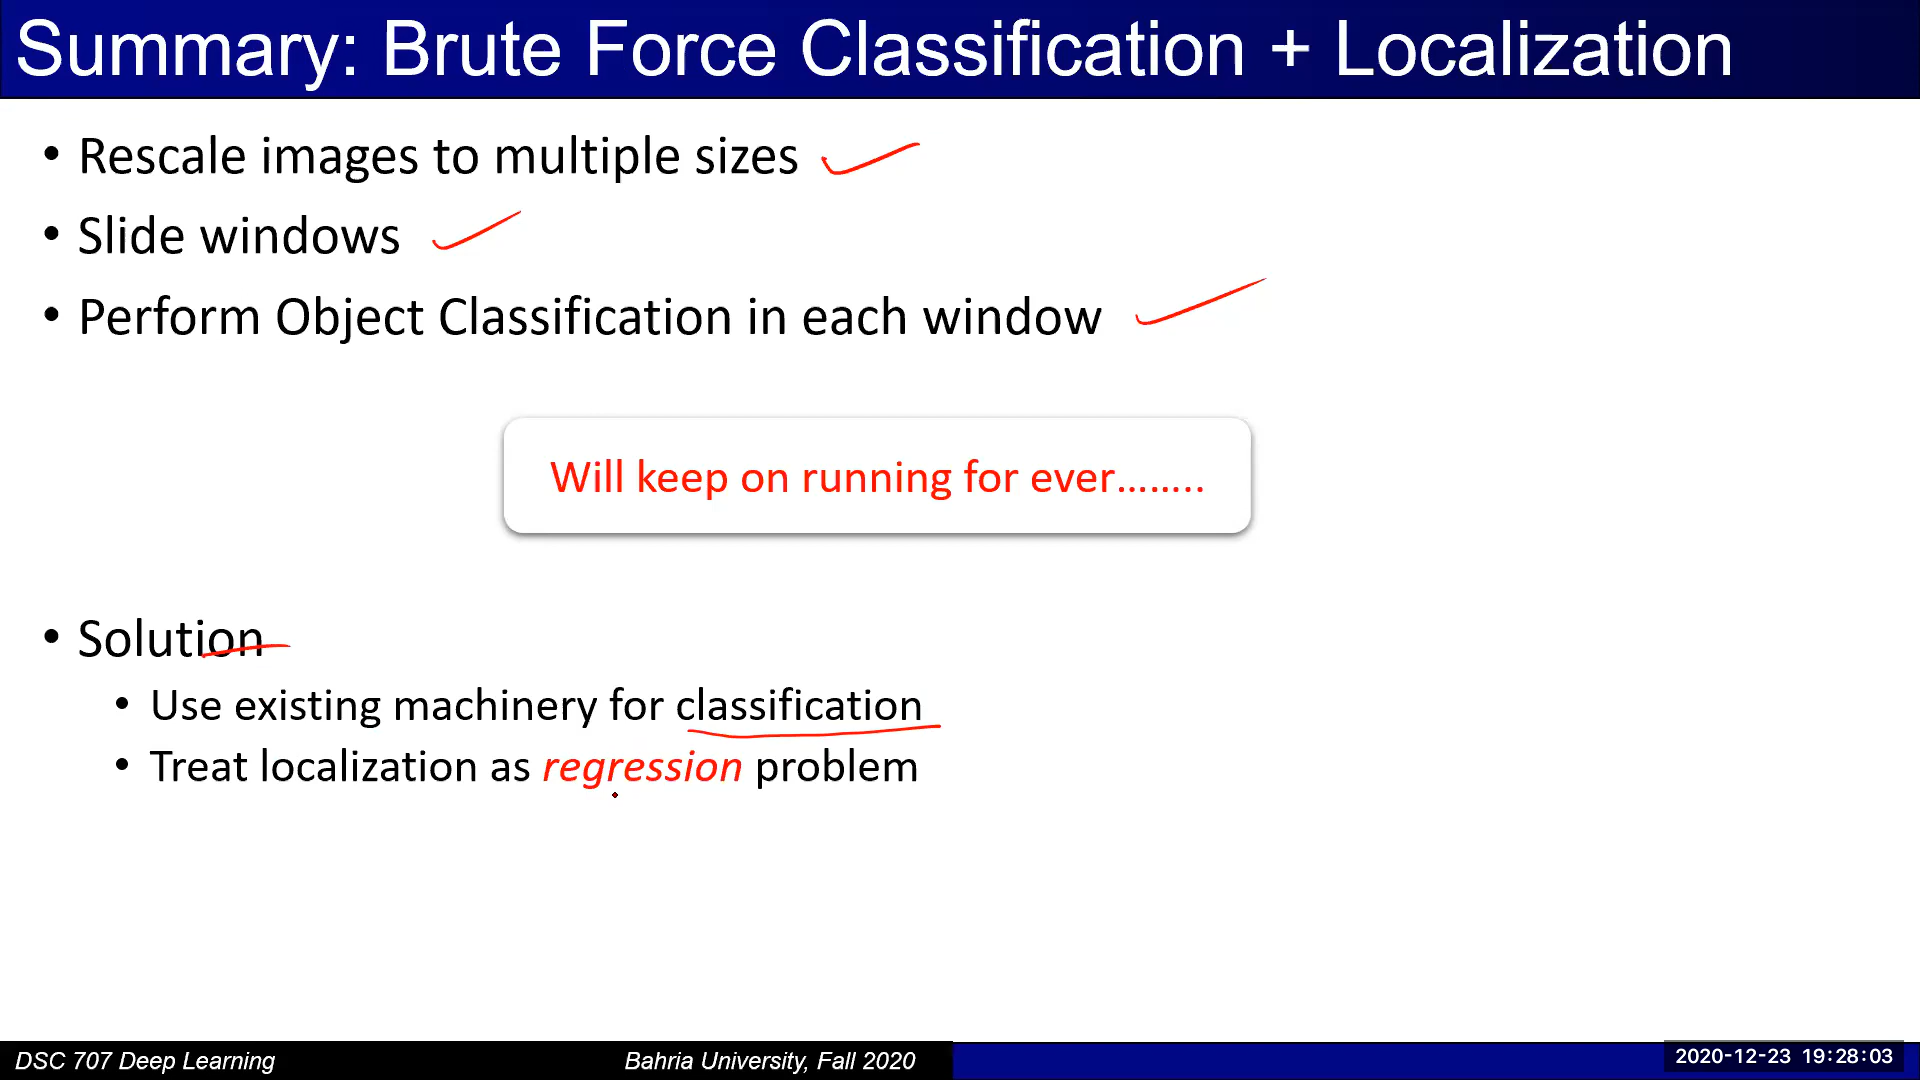 Summary: Brute Force Classification + Localization
• Rescale images to multiple sizes
• Slide windows
• Perform Object Classification in each window
Will keep on running for ever........
• Solution
• Use existing machinery for classification
• Treat localization as regression problem
DSC 707 Deep Learning
Bahria University, Fall 2020
2020-12-23 19:28:03